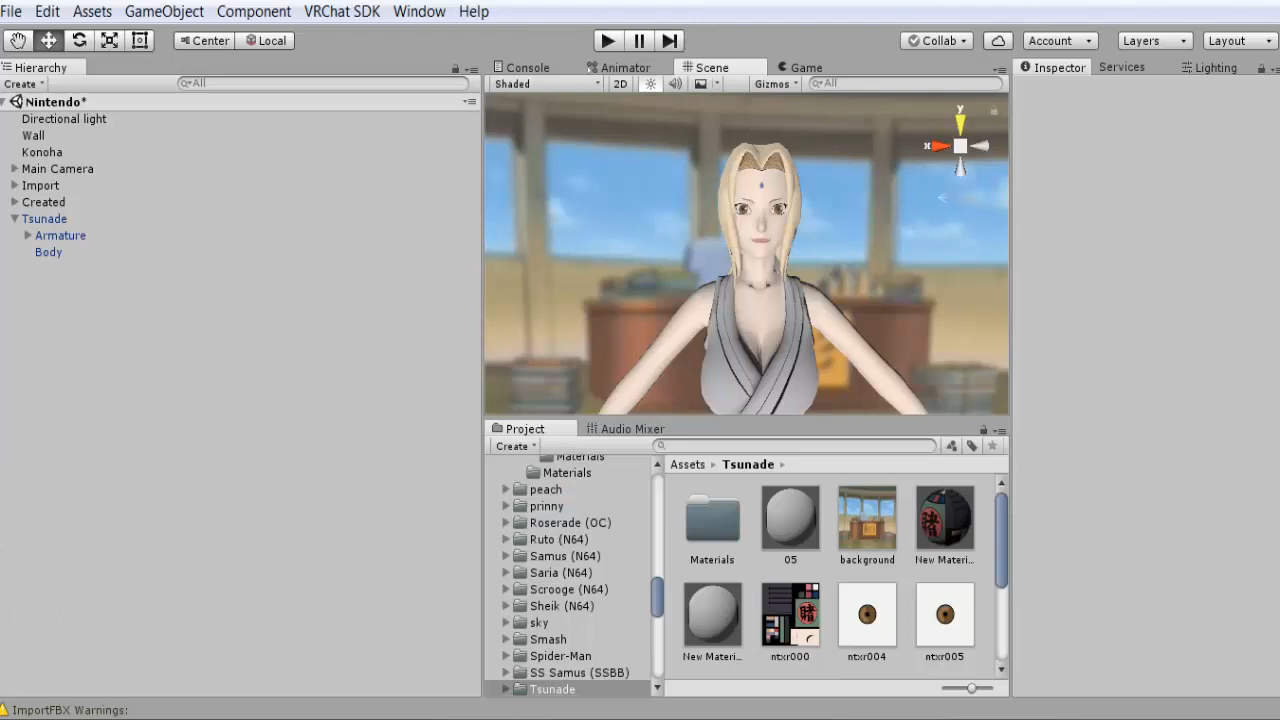 File Edit Assets GameObject Component VRChat SDK Window Help
Center Local Collab Account Layers Layout
Hierarchy
Create All
Nintendo*
Directional light
Wall
Konoha
Main Camera
Import
Created
Tsunade
Armature
Body
Console Animator Scene Game
Shaded 2D Gizmos All
y
x
Inspector Services Lighting
Project Audio Mixer
Create
Materials
Materials
peach
prinny
Roserade (OC)
Ruto (N64)
Samus (N64)
Saria (N64)
Scrooge (N64)
Sheik (N64)
sky
Smash
Spider-Man
SS Samus (SSBB)
Tsunade
Assets Tsunade
Materials 05 background New Materi...
賭
New Materi... ntxr000 ntxr004 ntxr005
賭
ImportFBX Warnings: